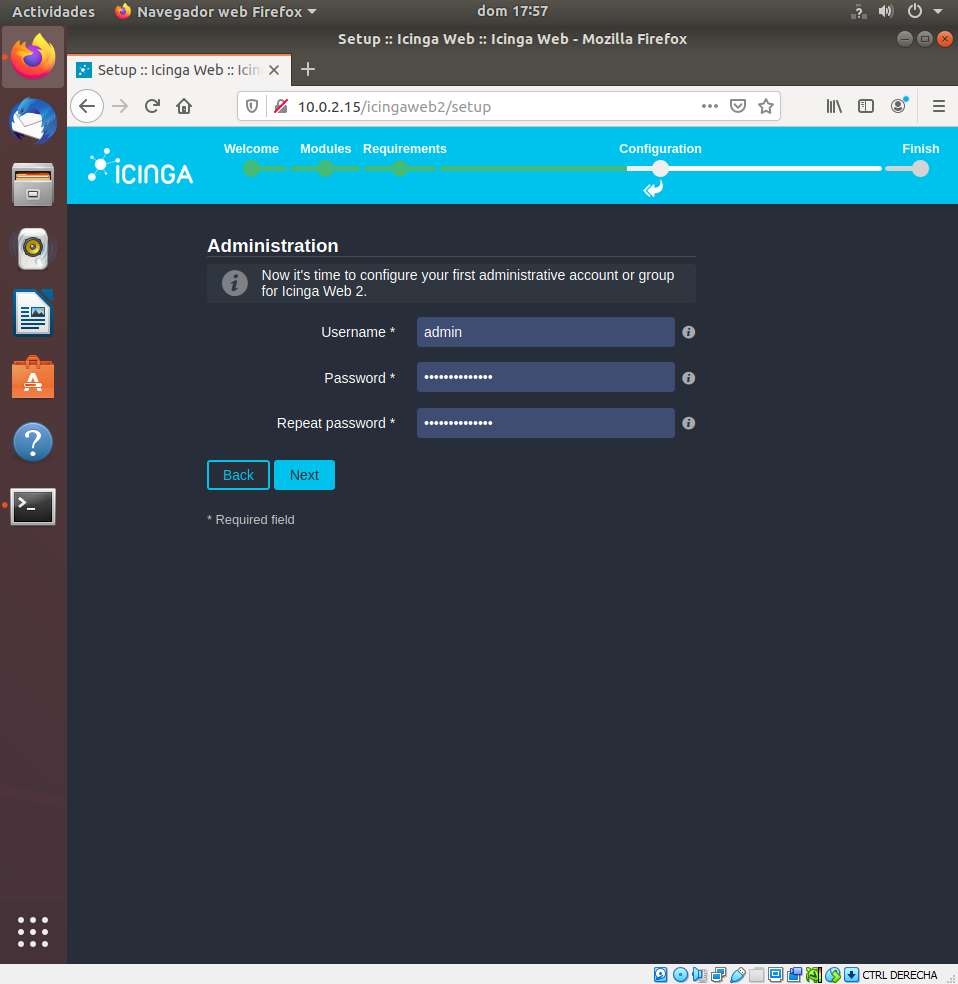 Actividades Navegador web Firefox dom 17:57
Setup :: Icinga Web :: Icinga Web - Mozilla Firefox
Setup :: Icinga Web :: Icin
10.0.2.15/icingaweb2/setup
ICINGA
Welcome Modules Requirements Configuration Finish
Administration
Now it's time to configure your first administrative account or group
for Icinga Web 2.
Username * admin
Password * ••••••••••••••
Repeat password * ••••••••••••••
Back Next
* Required field
CTRL DERECHA